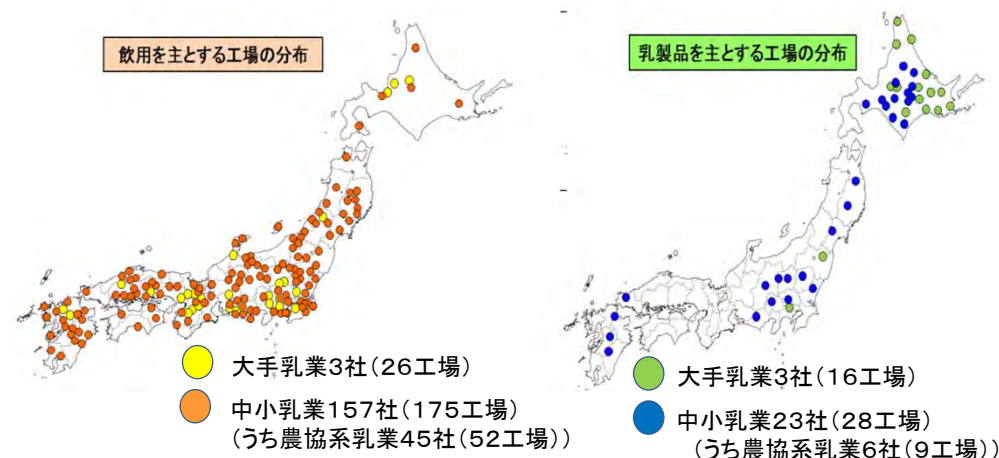 飲用を主とする工場の分布
大手乳業3社(26工場)
中小乳業157社(175工場)
(うち農協系乳業45社(52工場))
乳製品を主とする工場の分布
大手乳業3社(16工場)
中小乳業23社(28工場)
(うち農協系乳業6社(9工場))